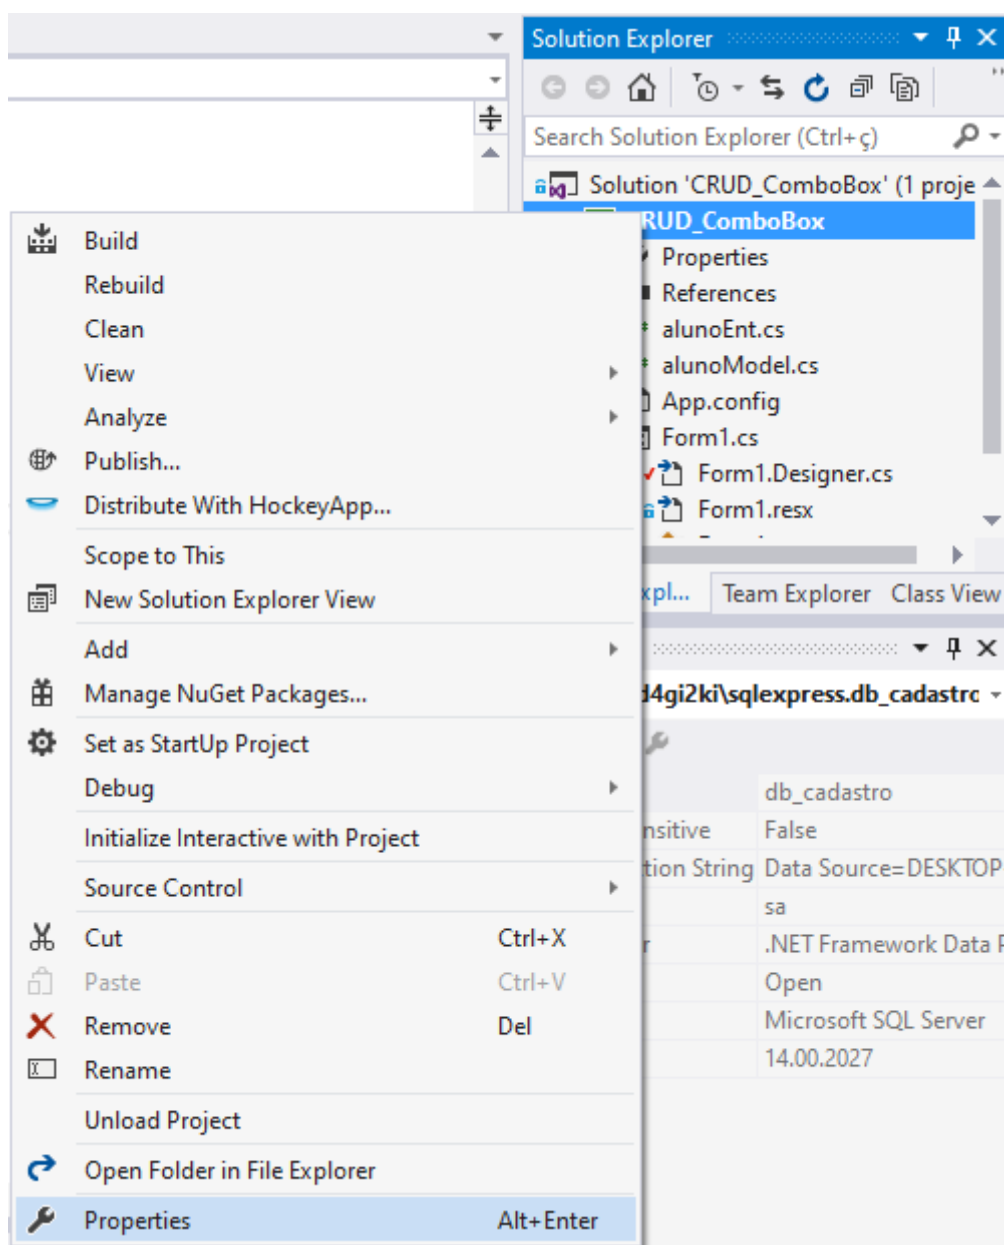 Solution Explorer
Search Solution Explorer (Ctrl+ç)
Solution 'CRUD_ComboBox' (1 proje
RUD_ComboBox
Properties
References
alunoEnt.cs
alunoModel.cs
App.config
Form1.cs
Form1.Designer.cs
Form1.resx
xpl...
Team Explorer
Class View
Build
Rebuild
Clean
View
Analyze
Publish...
Distribute With HockeyApp...
Scope to This
New Solution Explorer View
Add
Manage NuGet Packages...
Set as StartUp Project
Debug
Initialize Interactive with Project
Source Control
Cut Ctrl+X
Paste Ctrl+V
Remove Del
Rename
Unload Project
Open Folder in File Explorer
Properties Alt+Enter
d4gi2ki\sqlexpress.db_cadastro
db_cadastro
nsitive False
tion String Data Source=DESKTOP
sa
r .NET Framework Data P
Open
Microsoft SQL Server
14.00.2027